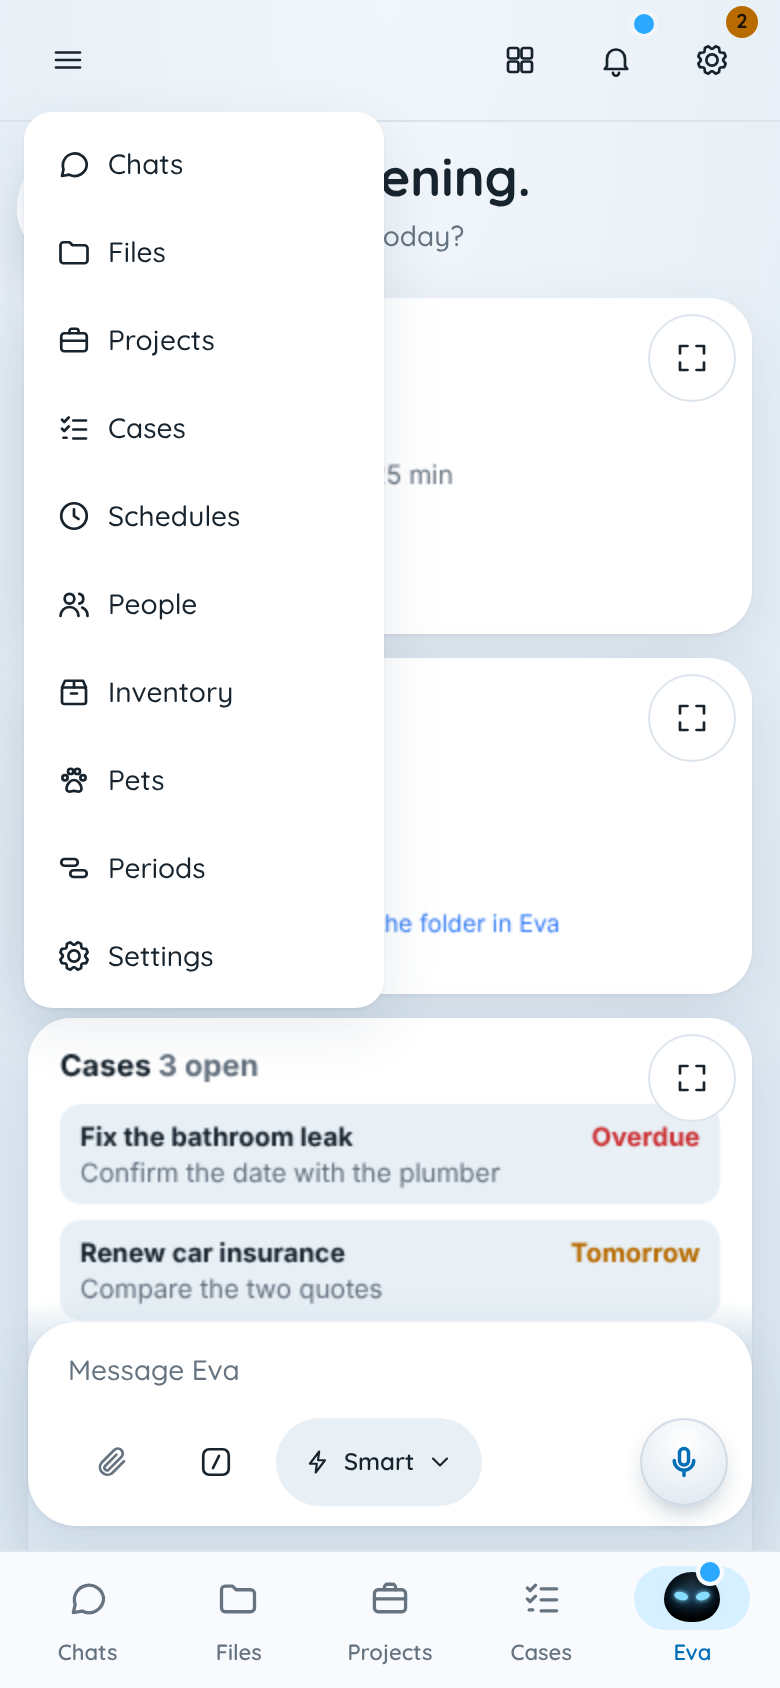 2
Chats
Files
Projects
Cases
Schedules
People
Inventory
Pets
Periods
Settings
ening.
oday?
5 min
he folder in Eva
Cases 3 open
Fix the bathroom leak Overdue
Confirm the date with the plumber
Renew car insurance Tomorrow
Compare the two quotes
Message Eva
Smart
Chats Files Projects Cases Eva